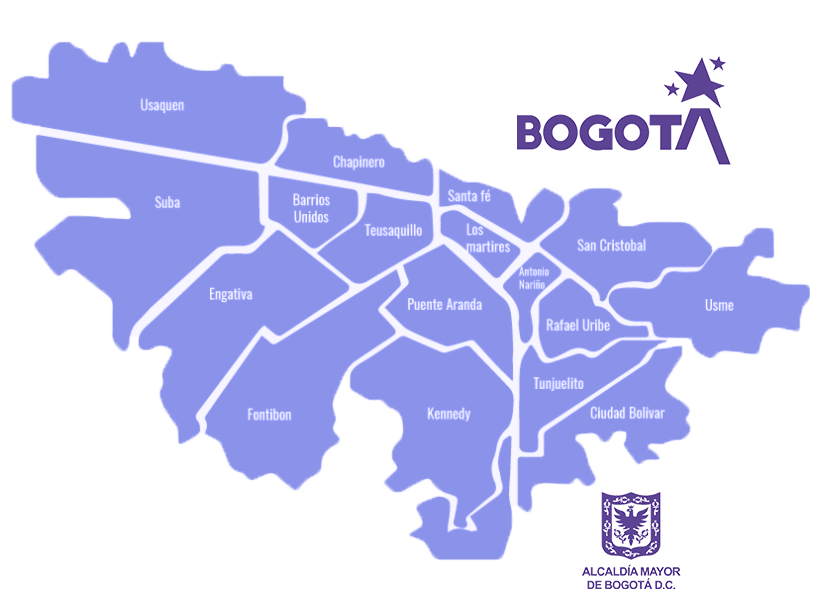 BOGOTÁ
Usaquen
Chapinero
Suba
Barrios
Unidos
Santa fé
Teusaquillo
Los
martires
San Cristobal
Antonio
Nariño
Engativa
Puente Aranda
Usme
Rafael Uribe
Tunjuelito
Fontibon
Kennedy
Ciudad Bolivar
ALCALDÍA MAYOR
DE BOGOTÁ D.C.